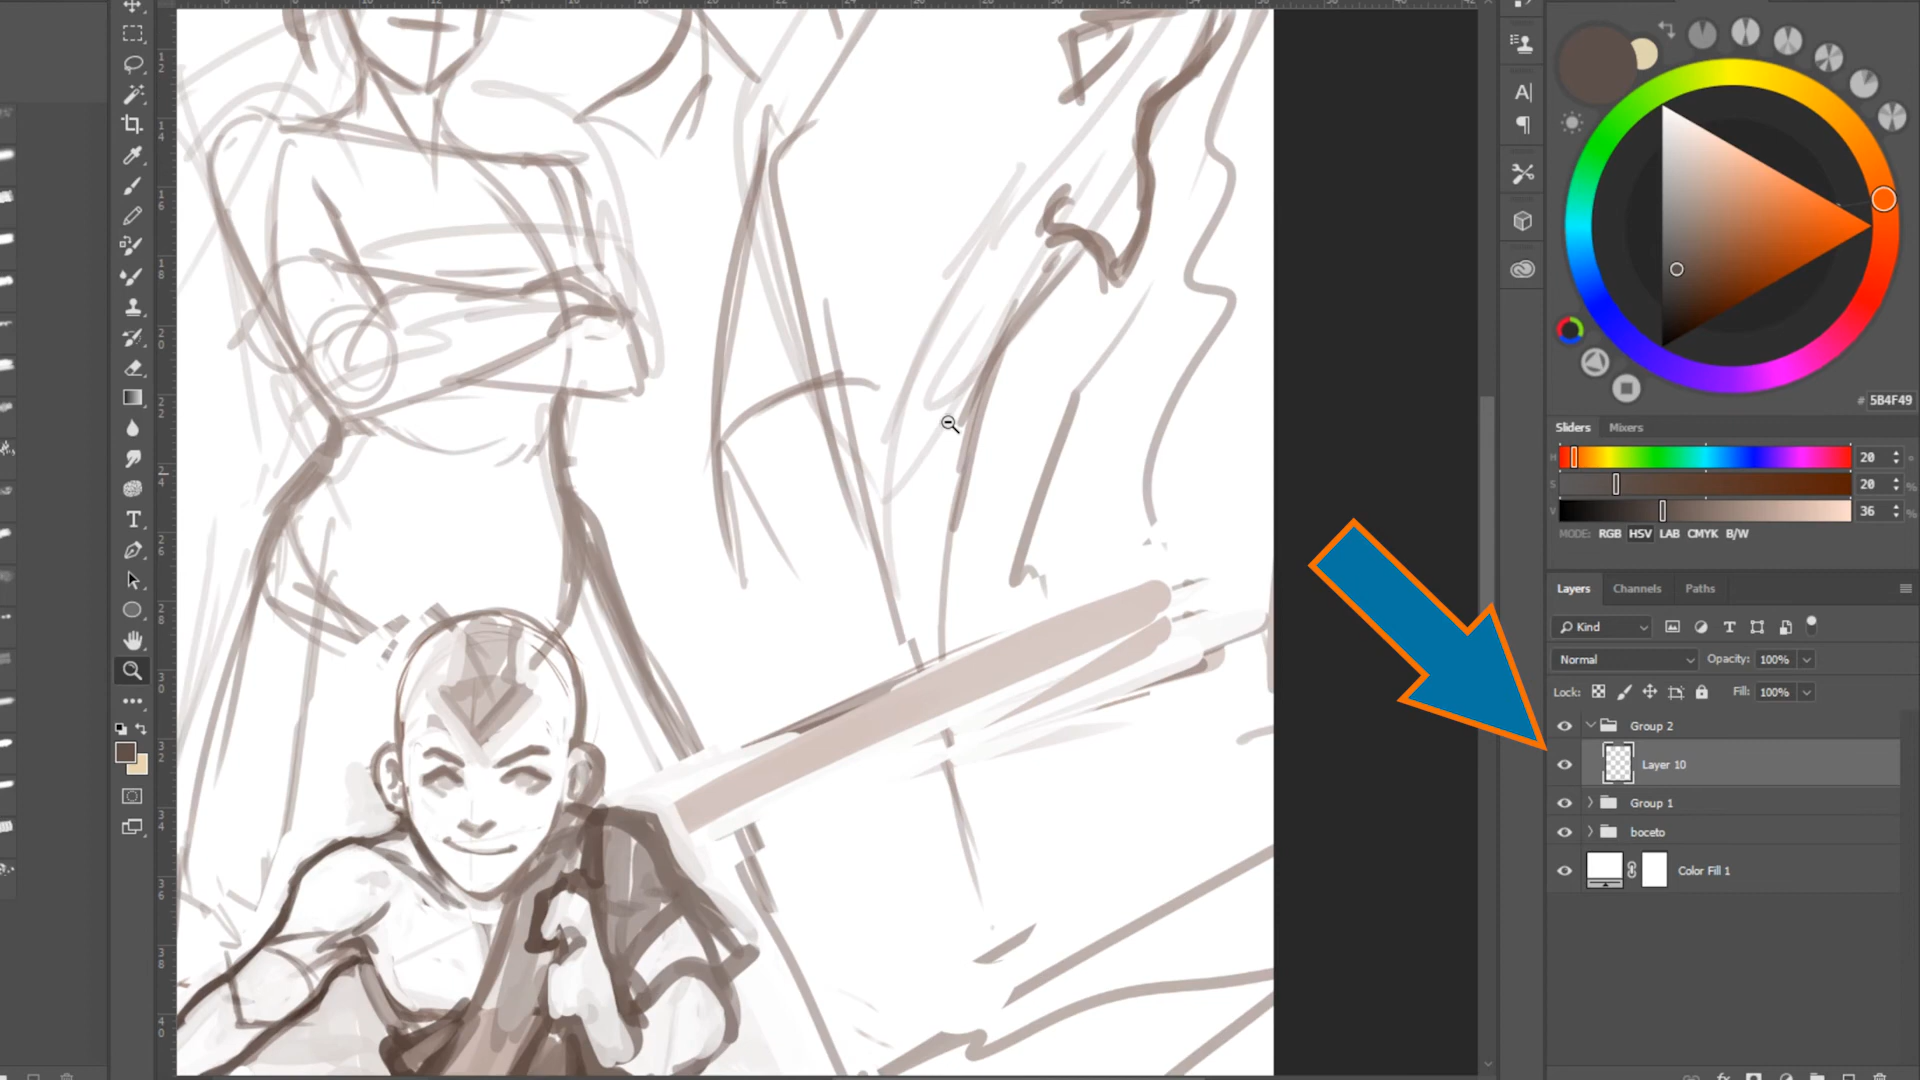 # 5B4F49
Sliders Mixers
H 20 °
S 20 %
V 36 %
MODE: RGB HSV LAB CMYK B/W
Layers Channels Paths
Kind
Normal Opacity: 100%
Lock: Fill: 100%
Group 2
Layer 10
Group 1
boceto
Color Fill 1